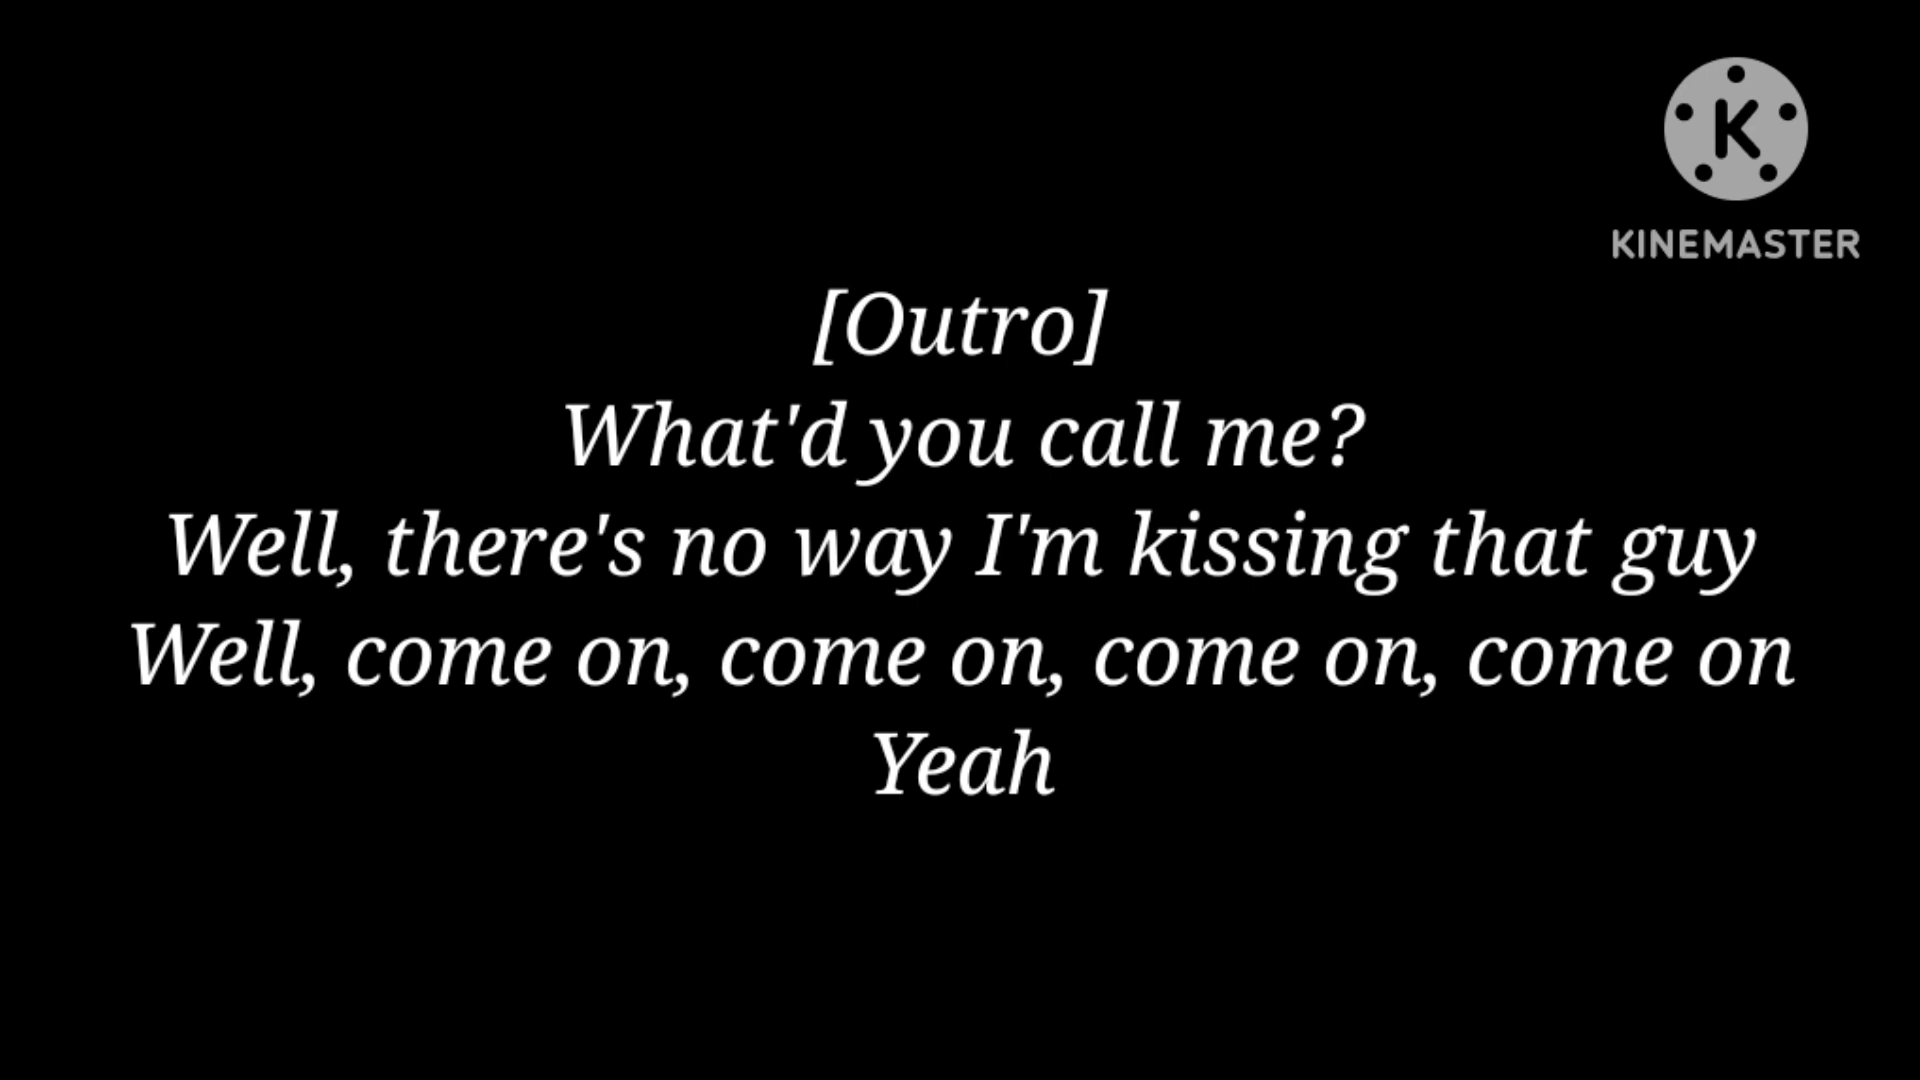 K
KINEMASTER
[Outro]
What'd you call me?
Well, there's no way I'm kissing that guy
Well, come on, come on, come on, come on
Yeah